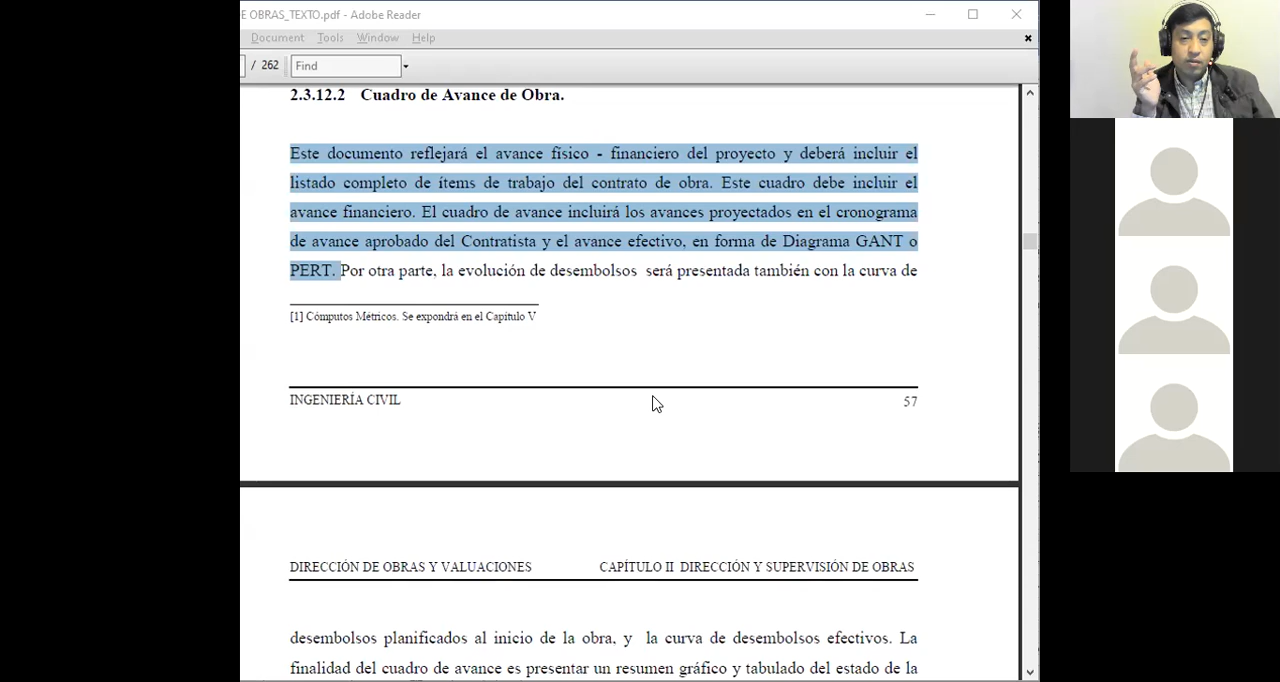 E OBRAS_TEXTO.pdf - Adobe Reader
Document Tools Window Help
/ 262 Find
2.3.12.2 Cuadro de Avance de Obra.
Este documento reflejará el avance físico - financiero del proyecto y deberá incluir el
listado completo de ítems de trabajo del contrato de obra. Este cuadro debe incluir el
avance financiero. El cuadro de avance incluirá los avances proyectados en el cronograma
de avance aprobado del Contratista y el avance efectivo, en forma de Diagrama GANT o
PERT. Por otra parte, la evolución de desembolsos será presentada también con la curva de
[1] Cómputos Métricos. Se expondrá en el Capítulo V
INGENIERÍA CIVIL 57
DIRECCIÓN DE OBRAS Y VALUACIONES CAPÍTULO II DIRECCIÓN Y SUPERVISIÓN DE OBRAS
desembolsos planificados al inicio de la obra, y la curva de desembolsos efectivos. La
finalidad del cuadro de avance es presentar un resumen gráfico y tabulado del estado de la